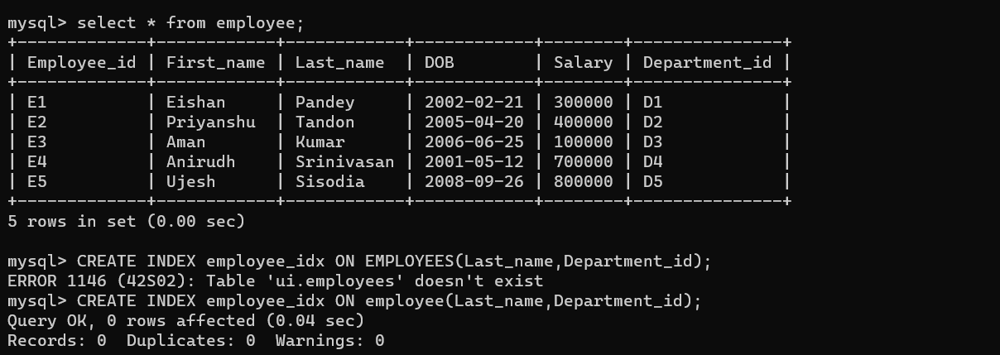 mysql> select * from employee;
+-------------+------------+------------+------------+--------+---------------+
| Employee_id | First_name | Last_name  | DOB        | Salary | Department_id |
+-------------+------------+------------+------------+--------+---------------+
| E1          | Eishan     | Pandey     | 2002-02-21 | 300000 | D1            |
| E2          | Priyanshu  | Tandon     | 2005-04-20 | 400000 | D2            |
| E3          | Aman       | Kumar      | 2006-06-25 | 100000 | D3            |
| E4          | Anirudh    | Srinivasan | 2001-05-12 | 700000 | D4            |
| E5          | Ujesh      | Sisodia    | 2008-09-26 | 800000 | D5            |
+-------------+------------+------------+------------+--------+---------------+
5 rows in set (0.00 sec)

mysql> CREATE INDEX employee_idx ON EMPLOYEES(Last_name,Department_id);
ERROR 1146 (42S02): Table 'ui.employees' doesn't exist
mysql> CREATE INDEX employee_idx ON employee(Last_name,Department_id);
Query OK, 0 rows affected (0.04 sec)
Records: 0  Duplicates: 0  Warnings: 0